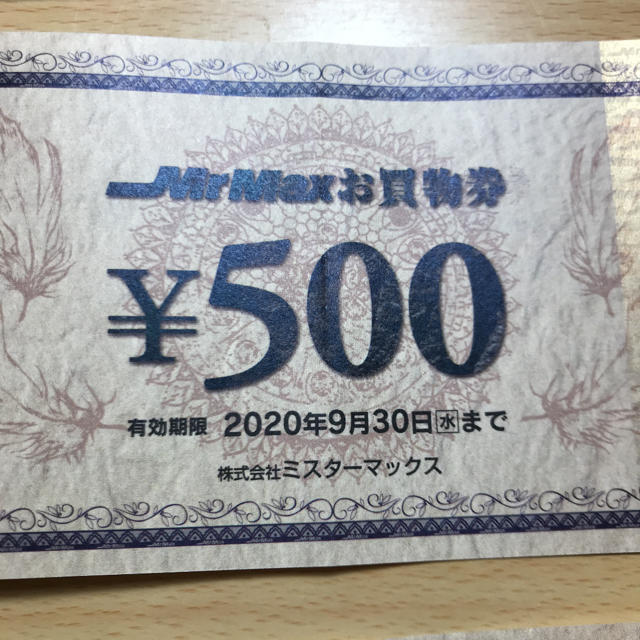 MrMaxお買物券
¥500
有効期限 2020年9月30日㊌まで
株式会社ミスターマックス